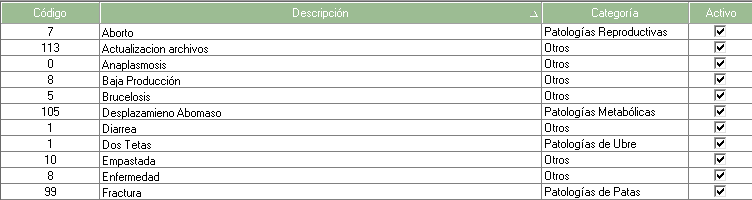 Código Descripción Categoría Activo
7 Aborto Patologías Reproductivas
113 Actualizacion archivos Otros
0 Anaplasmosis Otros
8 Baja Producción Otros
5 Brucelosis Otros
105 Desplazamieno Abomaso Patologías Metabólicas
1 Diarrea Otros
1 Dos Tetas Patologías de Ubre
10 Empastada Otros
8 Enfermedad Otros
99 Fractura Patologías de Patas